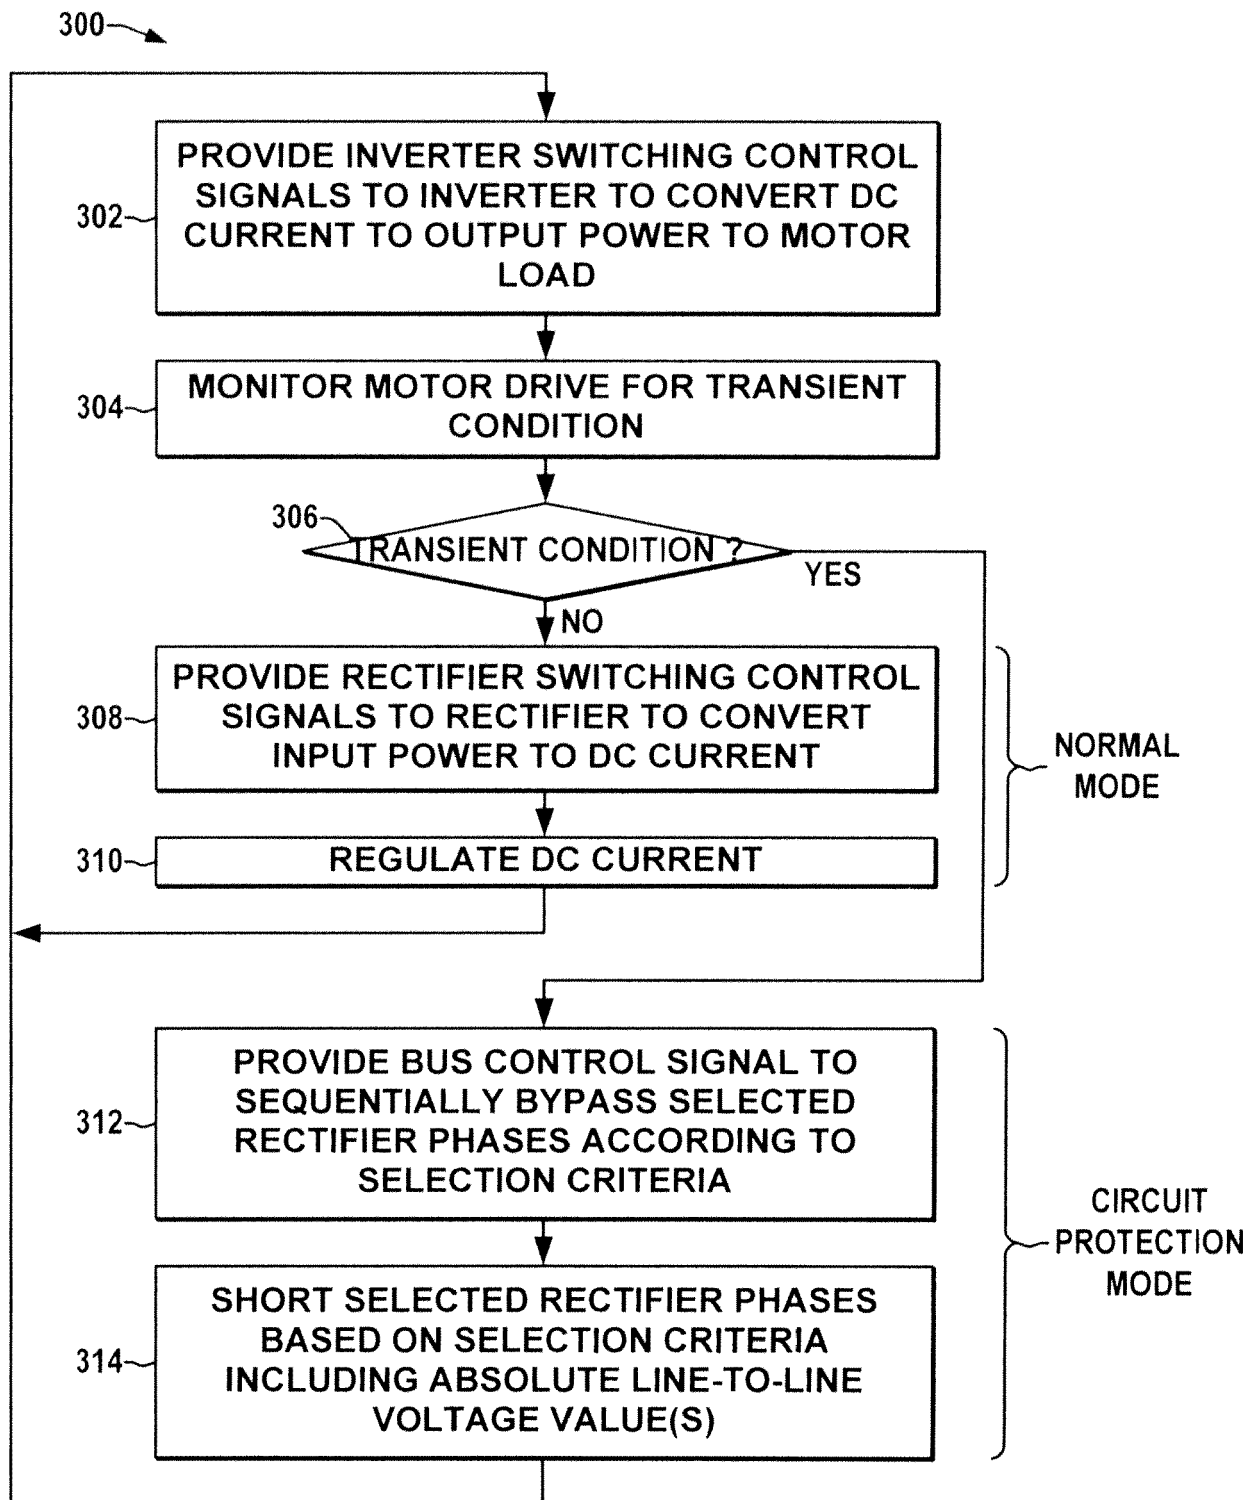 300
302
PROVIDE INVERTER SWITCHING CONTROL
SIGNALS TO INVERTER TO CONVERT DC
CURRENT TO OUTPUT POWER TO MOTOR
LOAD
304
MONITOR MOTOR DRIVE FOR TRANSIENT
CONDITION
306
TRANSIENT CONDITION ?
YES
NO
308
PROVIDE RECTIFIER SWITCHING CONTROL
SIGNALS TO RECTIFIER TO CONVERT
INPUT POWER TO DC CURRENT
NORMAL
MODE
310
REGULATE DC CURRENT
312
PROVIDE BUS CONTROL SIGNAL TO
SEQUENTIALLY BYPASS SELECTED
RECTIFIER PHASES ACCORDING TO
SELECTION CRITERIA
CIRCUIT
PROTECTION
MODE
314
SHORT SELECTED RECTIFIER PHASES
BASED ON SELECTION CRITERIA
INCLUDING ABSOLUTE LINE-TO-LINE
VOLTAGE VALUE(S)